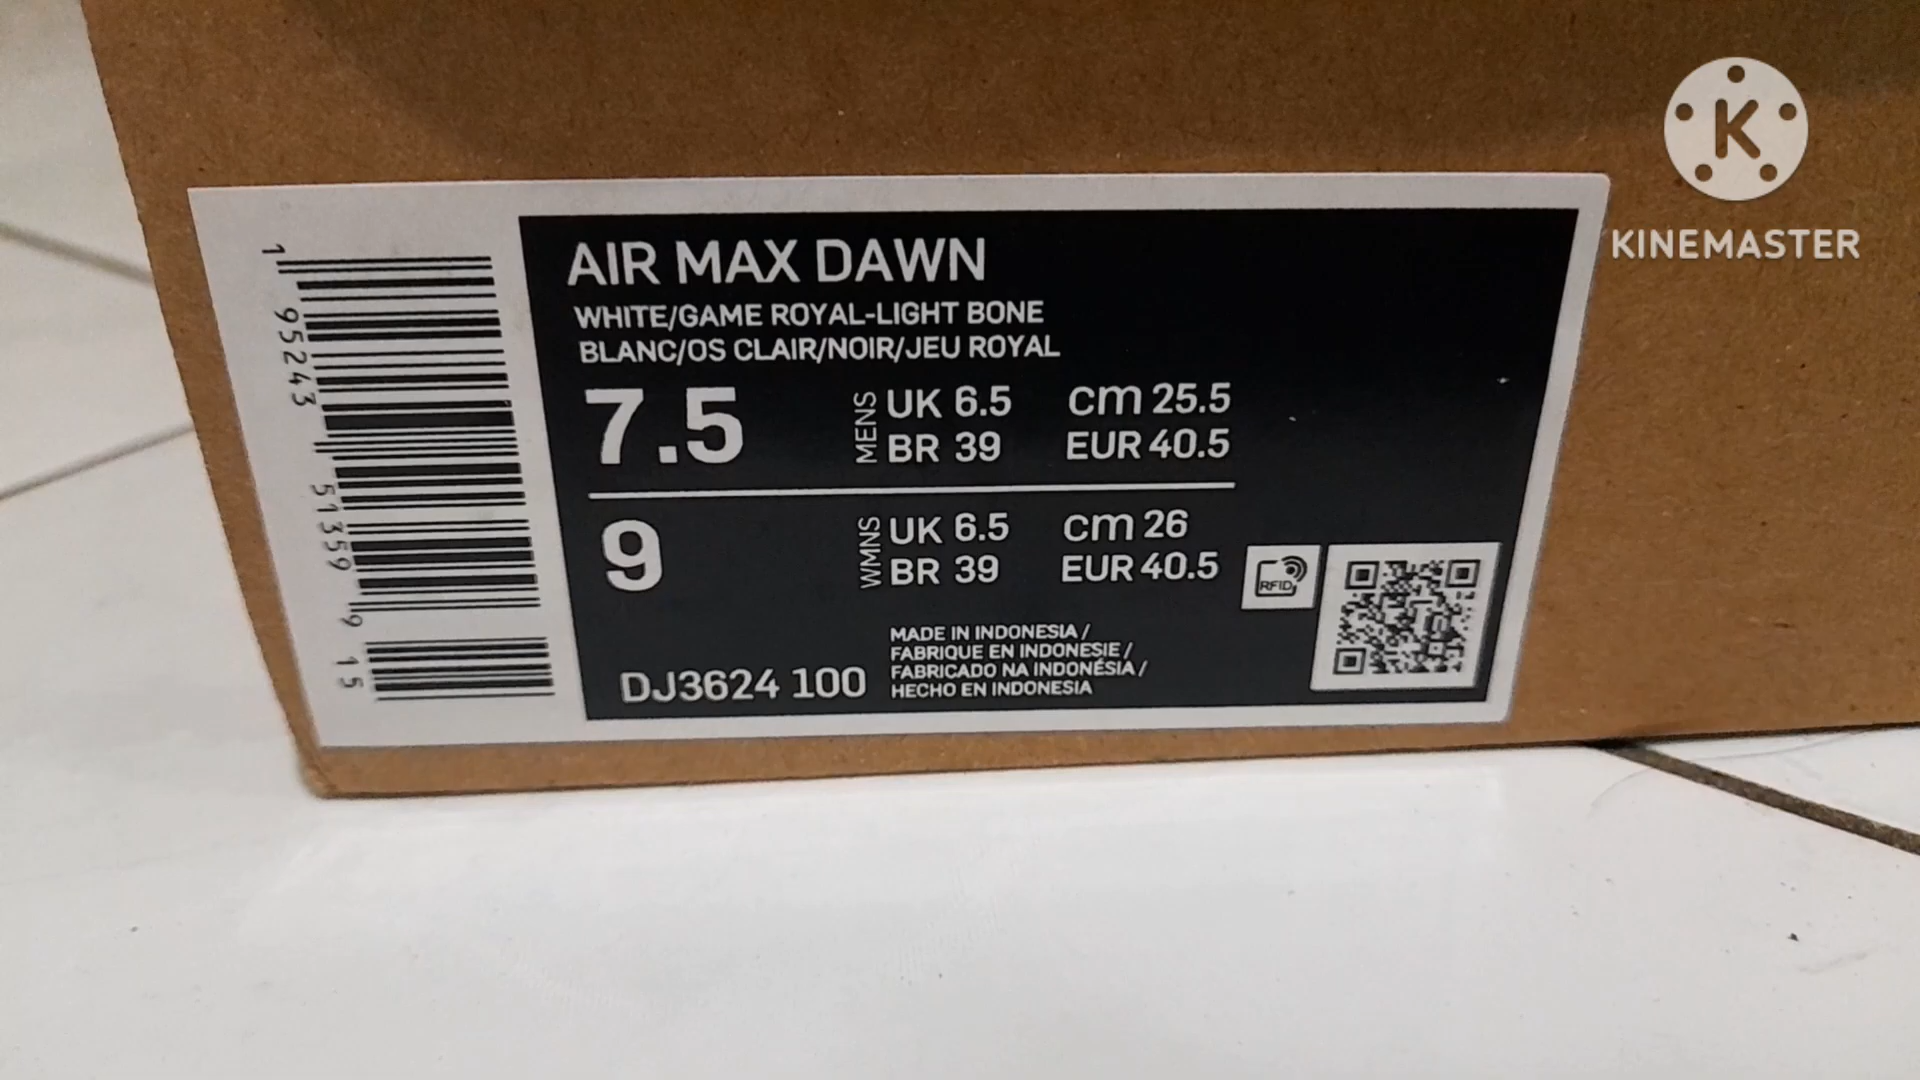 AIR MAX DAWN
WHITE/GAME ROYAL-LIGHT BONE
BLANC/OS CLAIR/NOIR/JEU ROYAL
7.5 MENS UK 6.5 cm 25.5
BR 39 EUR 40.5
9 WMNS UK 6.5 cm 26
BR 39 EUR 40.5
RFID
MADE IN INDONESIA /
FABRIQUE EN INDONESIE /
FABRICADO NA INDONÉSIA /
HECHO EN INDONESIA
DJ3624 100
1 95243 51359 9 15
K
KINEMASTER